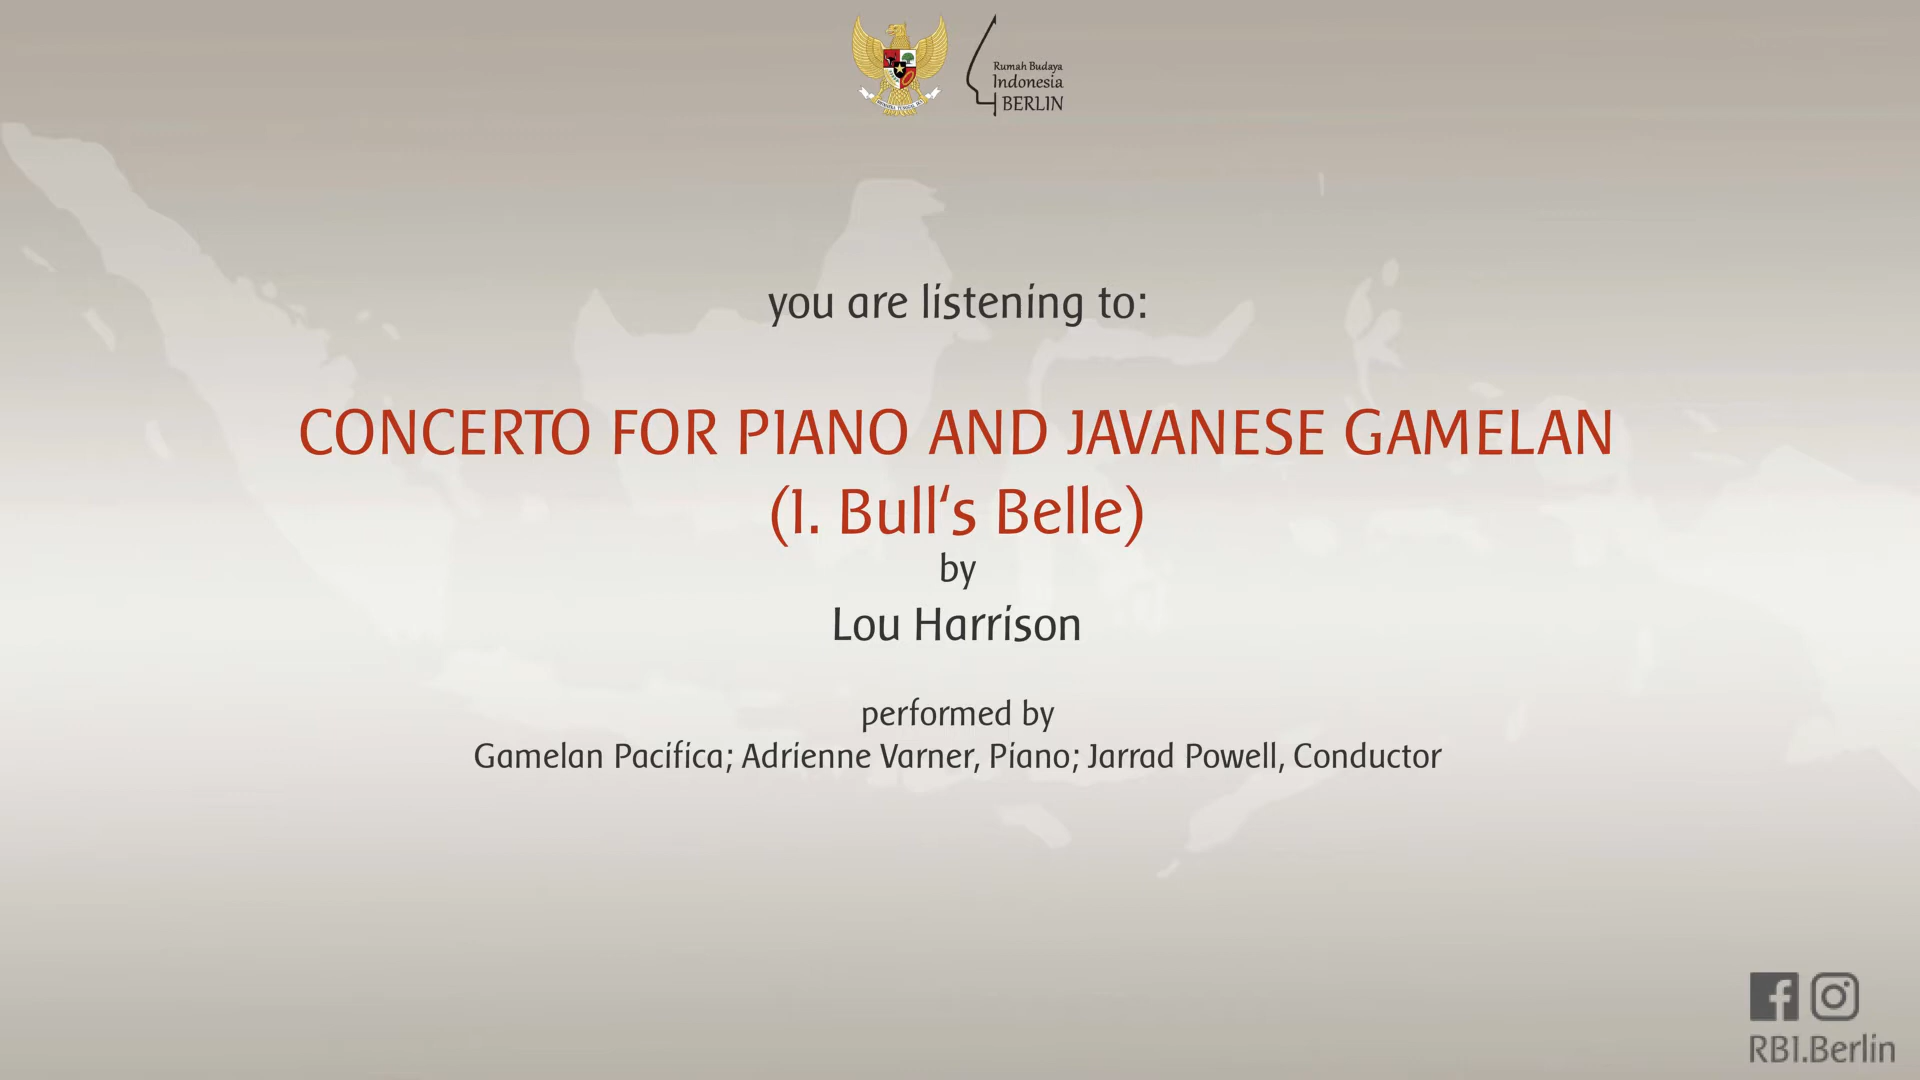 Rumah Budaya
Indonesia
BERLIN
you are listening to:
CONCERTO FOR PIANO AND JAVANESE GAMELAN
(I. Bull‘s Belle)
by
Lou Harrison
performed by
Gamelan Pacifica; Adrienne Varner, Piano; Jarrad Powell, Conductor
RBI.Berlin